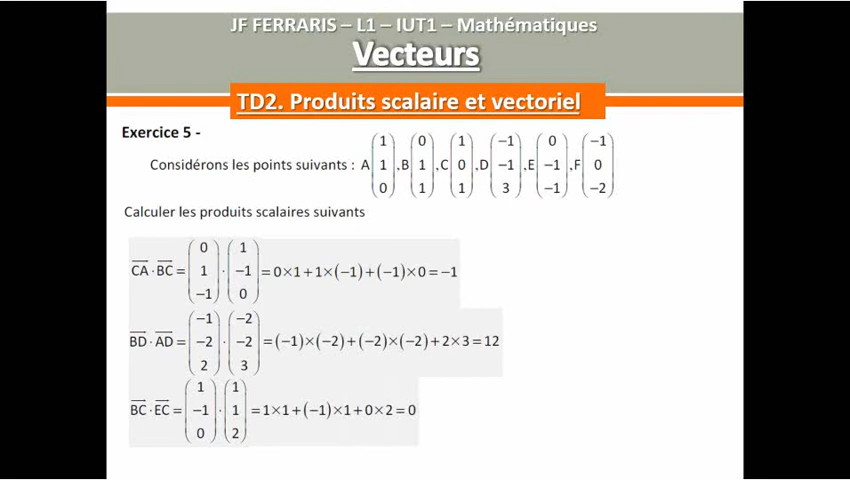 JF FERRARIS – L1 – IUT1 – Mathématiques
Vecteurs
TD2. Produits scalaire et vectoriel
Exercice 5 -
Considérons les points suivants : A(1 1 0), B(0 1 1), C(1 0 1), D(−1 −1 3), E(0 −1 −1), F(−1 0 −2)
Calculer les produits scalaires suivants
CA · BC = (0 1 −1) · (1 −1 0) = 0×1+1×(−1)+(−1)×0=−1
BD · AD = (−1 −2 2) · (−2 −2 3) = (−1)×(−2)+(−2)×(−2)+2×3=12
BC · EC = (1 −1 0) · (1 1 2) = 1×1+(−1)×1+0×2=0